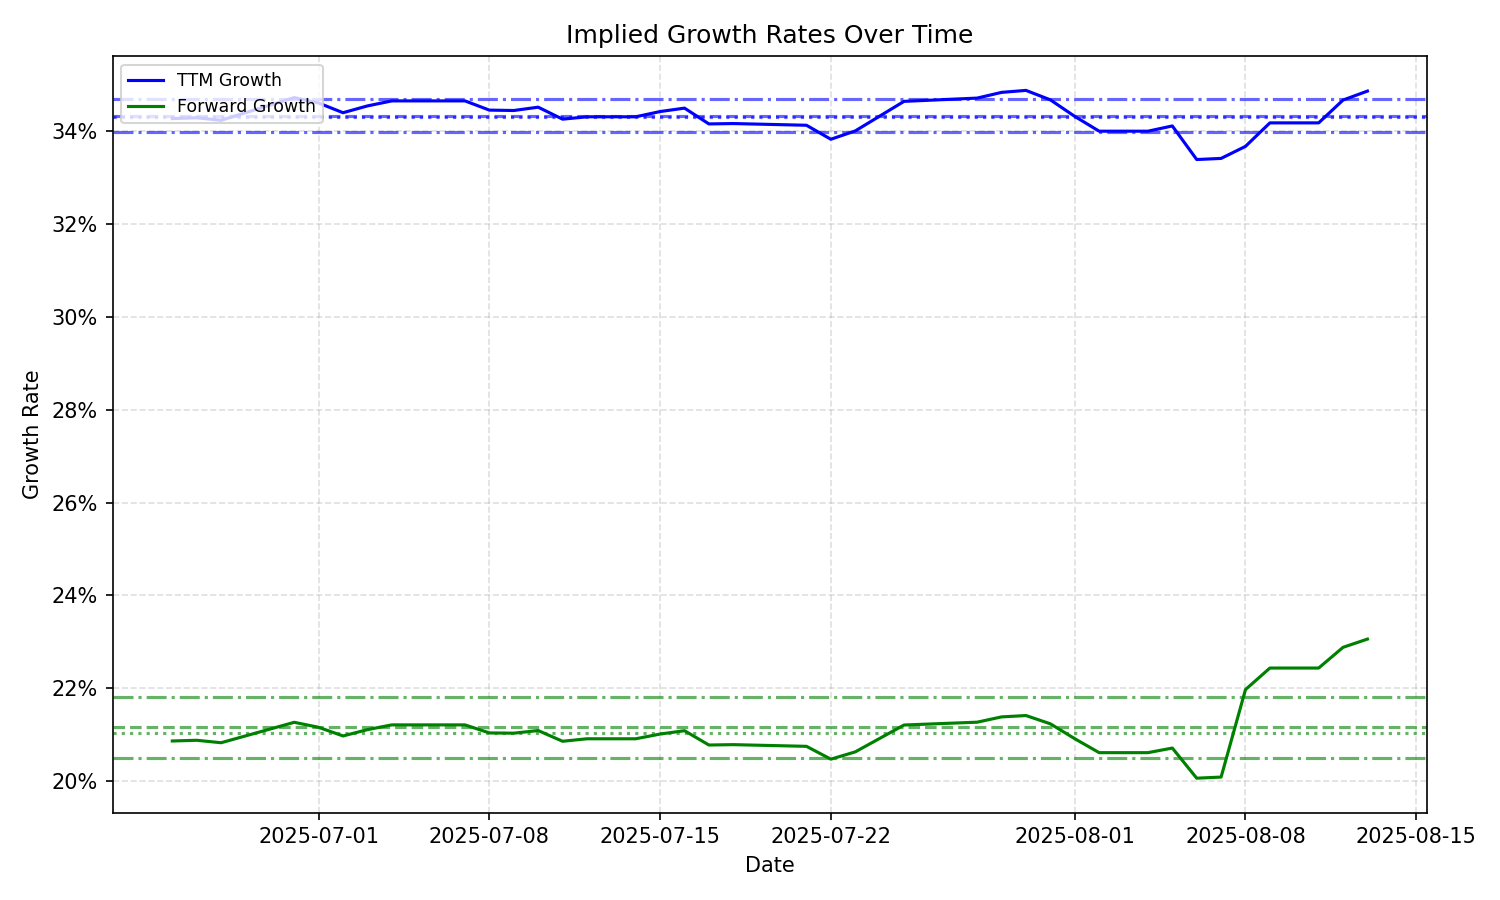 Implied Growth Rates Over Time
TTM Growth
Forward Growth
34%
32%
30%
28%
26%
24%
22%
20%
Growth Rate
2025-07-01 2025-07-08 2025-07-15 2025-07-22 2025-08-01 2025-08-08 2025-08-15
Date